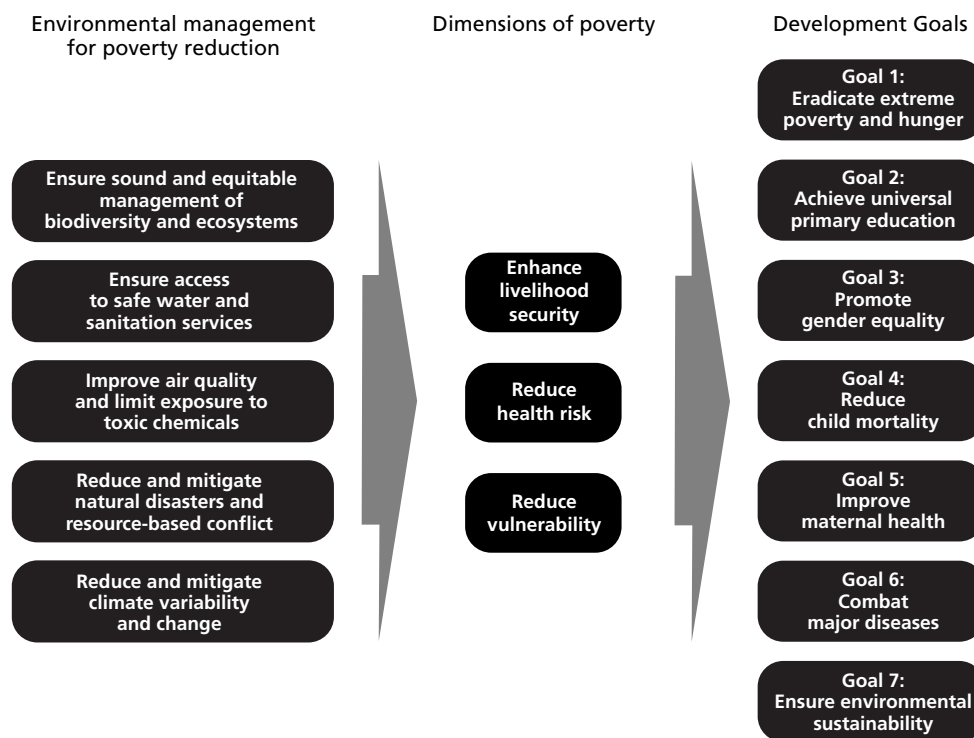 Environmental management
for poverty reduction
Dimensions of poverty
Development Goals
Ensure sound and equitable
management of
biodiversity and ecosystems
Ensure access
to safe water and
sanitation services
Improve air quality
and limit exposure to
toxic chemicals
Reduce and mitigate
natural disasters and
resource-based conflict
Reduce and mitigate
climate variability
and change
Enhance
livelihood
security
Reduce
health risk
Reduce
vulnerability
Goal 1:
Eradicate extreme
poverty and hunger
Goal 2:
Achieve universal
primary education
Goal 3:
Promote
gender equality
Goal 4:
Reduce
child mortality
Goal 5:
Improve
maternal health
Goal 6:
Combat
major diseases
Goal 7:
Ensure environmental
sustainability